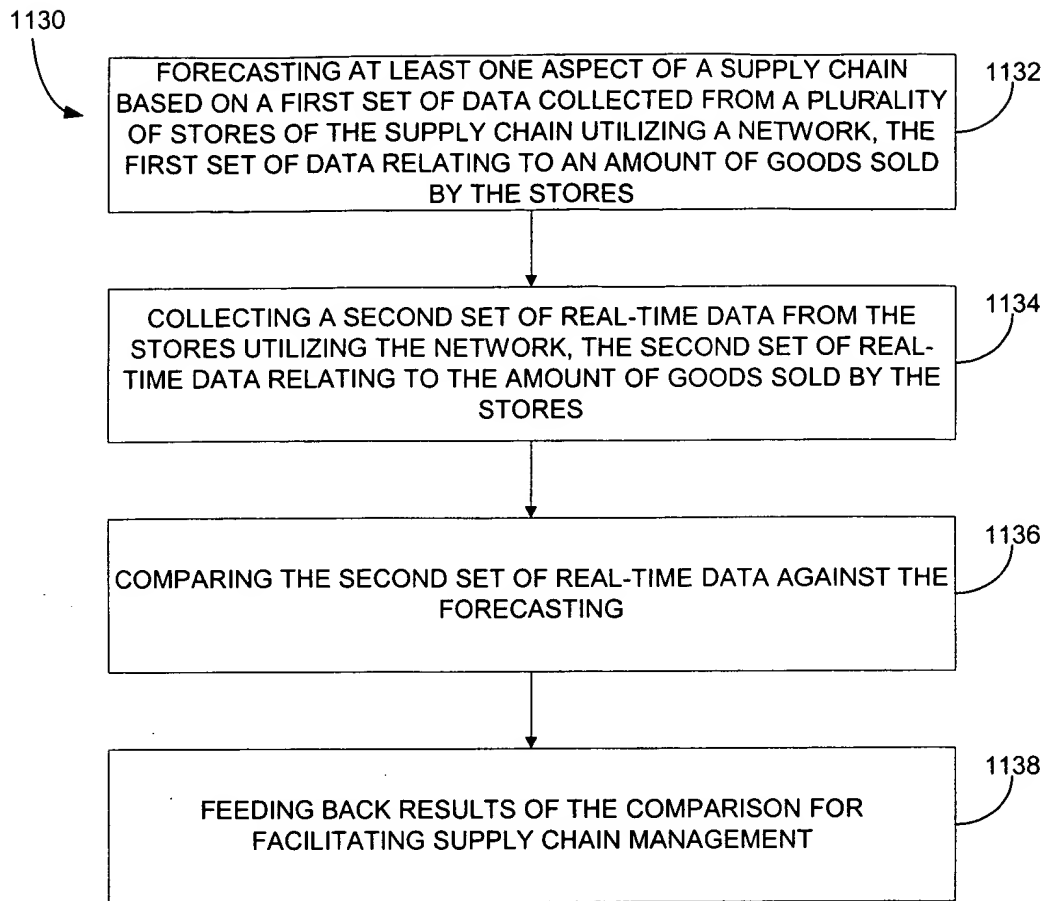 1130
FORECASTING AT LEAST ONE ASPECT OF A SUPPLY CHAIN
BASED ON A FIRST SET OF DATA COLLECTED FROM A PLURALITY
OF STORES OF THE SUPPLY CHAIN UTILIZING A NETWORK, THE
FIRST SET OF DATA RELATING TO AN AMOUNT OF GOODS SOLD
BY THE STORES
1132
COLLECTING A SECOND SET OF REAL-TIME DATA FROM THE
STORES UTILIZING THE NETWORK, THE SECOND SET OF REAL-
TIME DATA RELATING TO THE AMOUNT OF GOODS SOLD BY THE
STORES
1134
COMPARING THE SECOND SET OF REAL-TIME DATA AGAINST THE
FORECASTING
1136
FEEDING BACK RESULTS OF THE COMPARISON FOR
FACILITATING SUPPLY CHAIN MANAGEMENT
1138